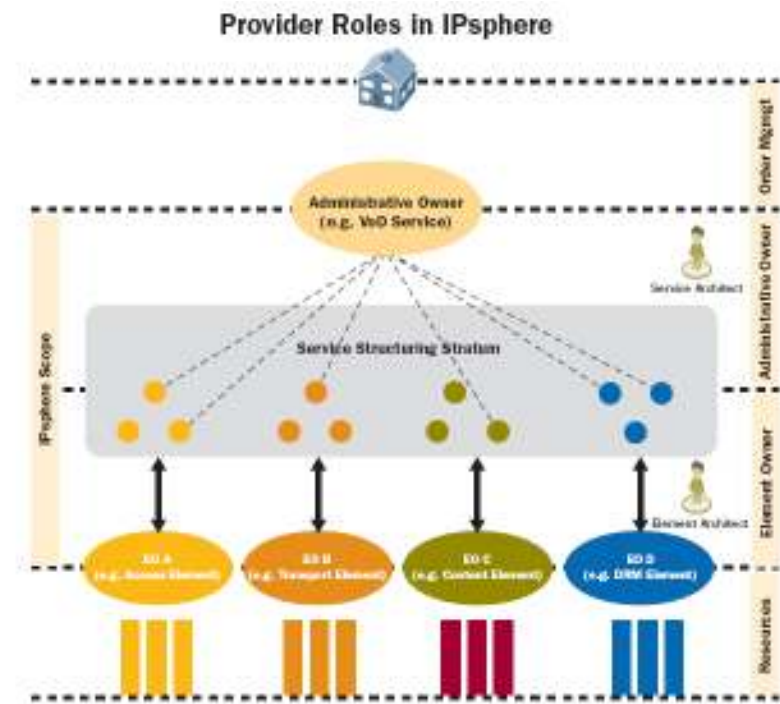 Provider Roles in IPsphere
Order Mgmgt
Administrative Owner
(e.g, VoD Service)
Service Architect
Administrative Owner
Service Structuring Stratum
IPsphere Scope
Element Owner
Element Architect
EO A
(e.g. Access Element)
EO B
(e.g. Transport Element)
EO C
(e.g. Content Element)
EO D
(e.g. DRM Element)
Resources